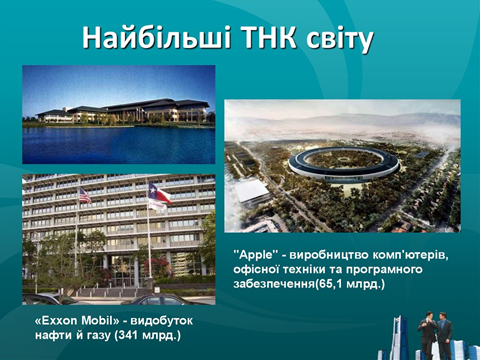 Найбільші ТНК світу
"Apple" - виробництво комп'ютерів,
офісної техніки та програмного
забезпечення(65,1 млрд.)
«Exxon Mobil» - видобуток
нафти й газу (341 млрд.)